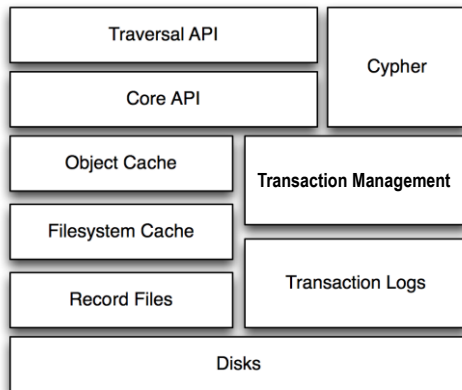 Traversal API
Cypher
Core API
Object Cache
Transaction Management
Filesystem Cache
Transaction Logs
Record Files
Disks